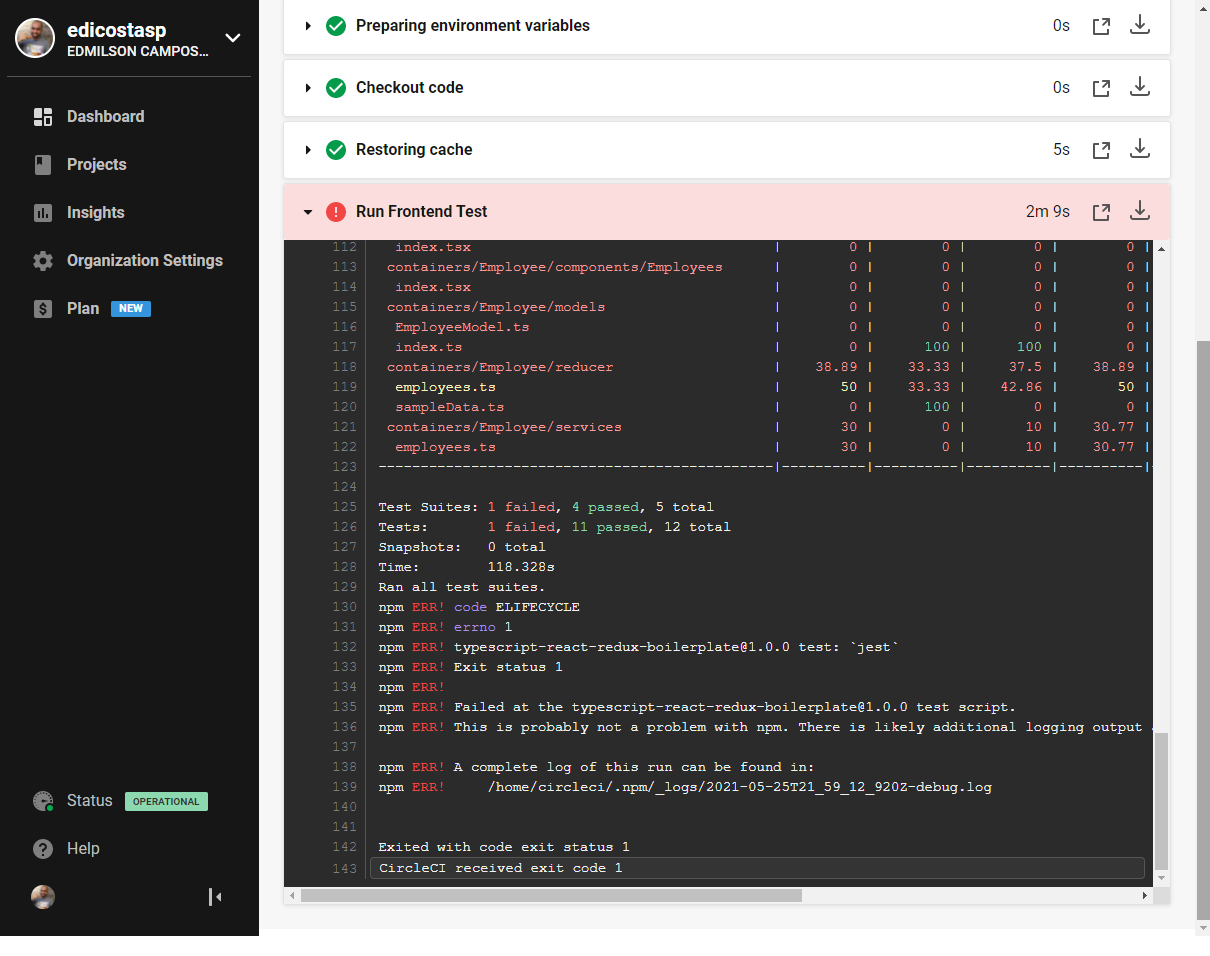 edicostasp
EDMILSON CAMPOS...
Dashboard
Projects
Insights
Organization Settings
Plan NEW
Status OPERATIONAL
Help
Preparing environment variables 0s
Checkout code 0s
Restoring cache 5s
Run Frontend Test 2m 9s
112 index.tsx | 0 | 0 | 0 | 0 |
113 containers/Employee/components/Employees | 0 | 0 | 0 | 0 |
114 index.tsx | 0 | 0 | 0 | 0 |
115 containers/Employee/models | 0 | 0 | 0 | 0 |
116 EmployeeModel.ts | 0 | 0 | 0 | 0 |
117 index.ts | 0 | 100 | 100 | 0 |
118 containers/Employee/reducer | 38.89 | 33.33 | 37.5 | 38.89 |
119 employees.ts | 50 | 33.33 | 42.86 | 50 |
120 sampleData.ts | 0 | 100 | 0 | 0 |
121 containers/Employee/services | 30 | 0 | 10 | 30.77 |
122 employees.ts | 30 | 0 | 10 | 30.77 |
123 -----------------------------------------------|----------|----------|----------|----------|-
124
125 Test Suites: 1 failed, 4 passed, 5 total
126 Tests: 1 failed, 11 passed, 12 total
127 Snapshots: 0 total
128 Time: 118.328s
129 Ran all test suites.
130 npm ERR! code ELIFECYCLE
131 npm ERR! errno 1
132 npm ERR! typescript-react-redux-boilerplate@1.0.0 test: `jest`
133 npm ERR! Exit status 1
134 npm ERR!
135 npm ERR! Failed at the typescript-react-redux-boilerplate@1.0.0 test script.
136 npm ERR! This is probably not a problem with npm. There is likely additional logging output
137
138 npm ERR! A complete log of this run can be found in:
139 npm ERR! /home/circleci/.npm/_logs/2021-05-25T21_59_12_920Z-debug.log
140
141
142 Exited with code exit status 1
143 CircleCI received exit code 1